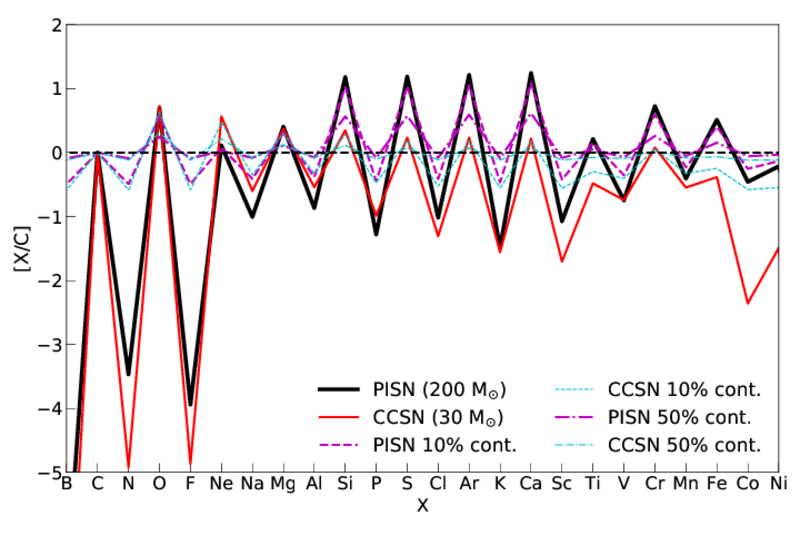 2
1
0
−1
−2
−3
−4
−5
[X/C]
PISN (200 M☉)
CCSN (30 M☉)
PISN 10% cont.
CCSN 10% cont.
PISN 50% cont.
CCSN 50% cont.
B C N O F Ne Na Mg Al Si P S Cl Ar K Ca Sc Ti V Cr Mn Fe Co Ni
X